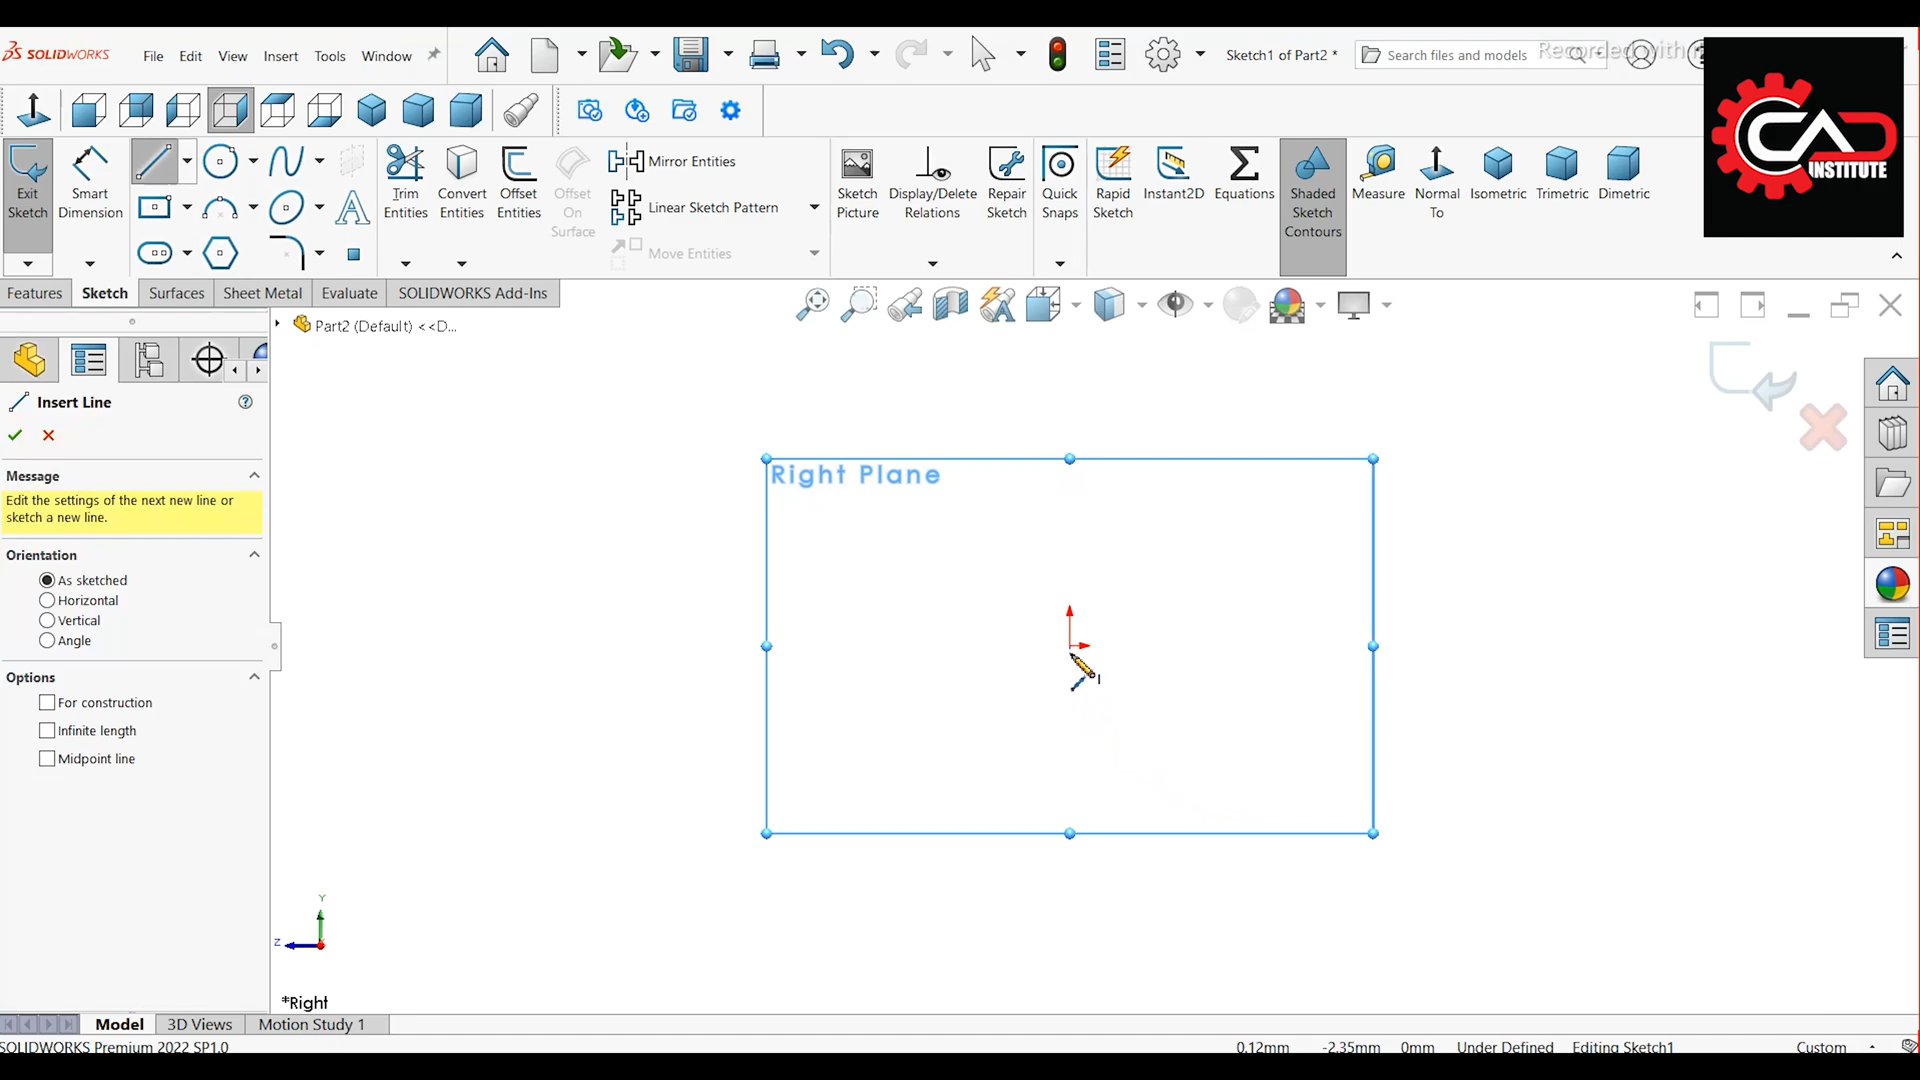 SOLIDWORKS File Edit View Insert Tools Window Sketch1 of Part2 * Search files and models Recorded with
CAD
INSTITUTE
Exit Sketch
Smart Dimension
Trim Entities
Convert Entities
Offset Entities
Offset On Surface
Mirror Entities
Linear Sketch Pattern
Move Entities
Sketch Picture
Display/Delete Relations
Repair Sketch
Quick Snaps
Rapid Sketch
Instant2D
Equations
Shaded Sketch Contours
Measure
Normal To
Isometric
Trimetric
Dimetric
Features Sketch Surfaces Sheet Metal Evaluate SOLIDWORKS Add-Ins
Part2 (Default) <<D...
Insert Line
Message
Edit the settings of the next new line or
sketch a new line.
Orientation
As sketched
Horizontal
Vertical
Angle
Options
For construction
Infinite length
Midpoint line
Right Plane
Y
Z
*Right
Model 3D Views Motion Study 1
SOLIDWORKS Premium 2022 SP1.0 0.12mm -2.35mm 0mm Under Defined Editing Sketch1 Custom